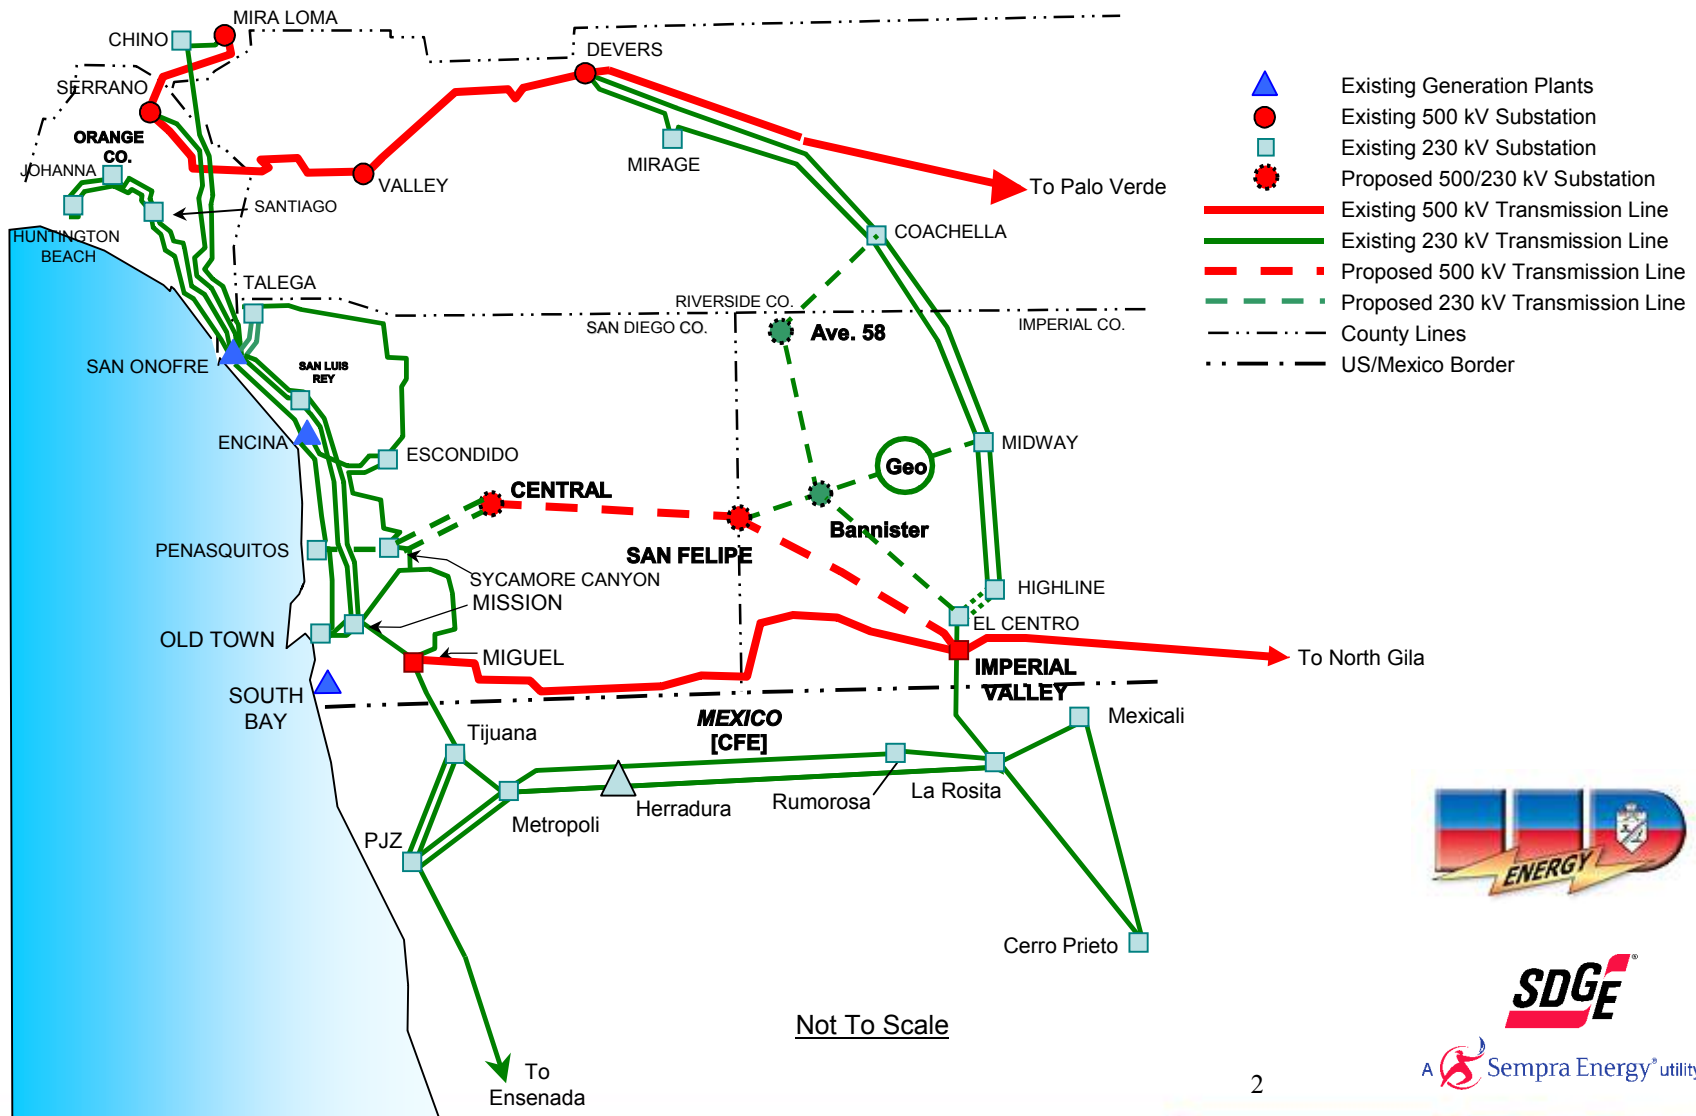 MIRA LOMA
CHINO
DEVERS
SERRANO
ORANGE
CO.
JOHANNA
MIRAGE
VALLEY
To Palo Verde
SANTIAGO
HUNTINGTON
BEACH
COACHELLA
TALEGA
RIVERSIDE CO.
SAN DIEGO CO.
IMPERIAL CO.
Ave. 58
SAN ONOFRE
SAN LUIS
REY
ENCINA
ESCONDIDO
MIDWAY
Geo
CENTRAL
Bannister
PENASQUITOS
SAN FELIPE
SYCAMORE CANYON
MISSION
HIGHLINE
OLD TOWN
EL CENTRO
MIGUEL
IMPERIAL
VALLEY
To North Gila
SOUTH
BAY
MEXICO
[CFE]
Mexicali
Tijuana
Rumorosa
La Rosita
Herradura
Metropoli
PJZ
Cerro Prieto
Not To Scale
To
Ensenada
Existing Generation Plants
Existing 500 kV Substation
Existing 230 kV Substation
Proposed 500/230 kV Substation
Existing 500 kV Transmission Line
Existing 230 kV Transmission Line
Proposed 500 kV Transmission Line
Proposed 230 kV Transmission Line
County Lines
US/Mexico Border
IID
ENERGY
SDGE®
A Sempra Energy® utility
2